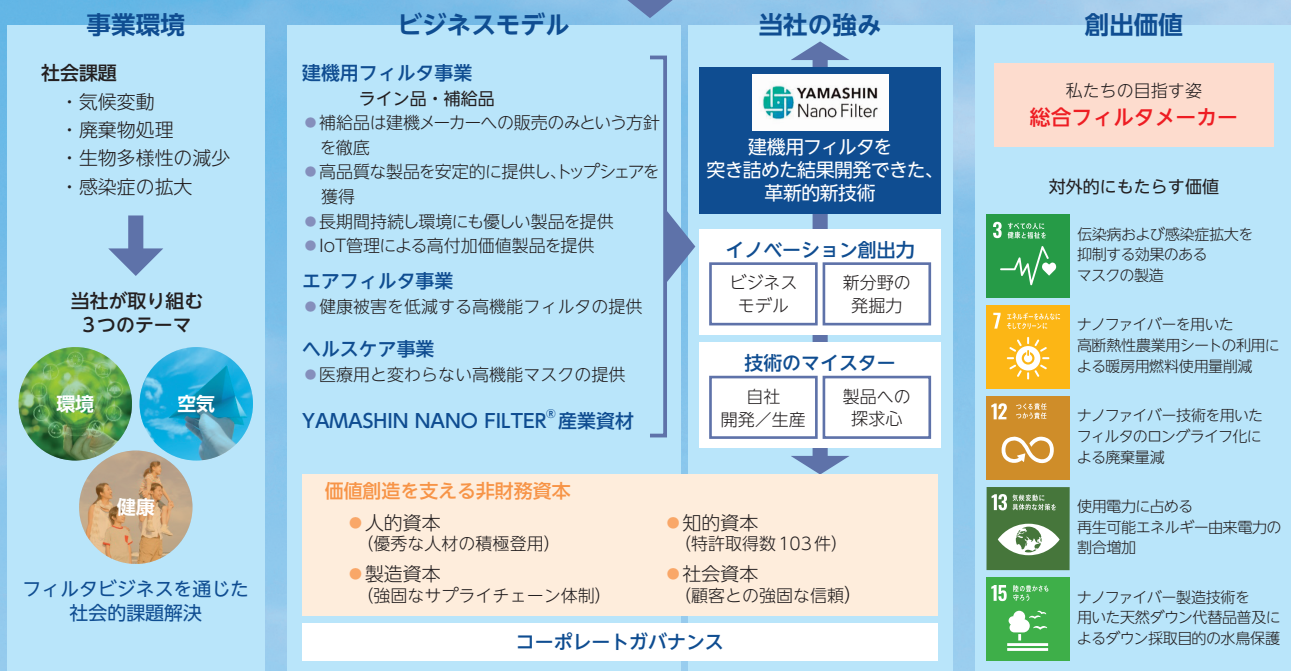 事業環境
社会課題
・気候変動
・廃棄物処理
・生物多様性の減少
・感染症の拡大
当社が取り組む
3つのテーマ
環境
空気
健康
フィルタビジネスを通じた
社会的課題解決
ビジネスモデル
建機用フィルタ事業
ライン品・補給品
●補給品は建機メーカーへの販売のみという方針
を徹底
●高品質な製品を安定的に提供し、トップシェアを
獲得
●長期間持続し環境にも優しい製品を提供
●IoT管理による高付加価値製品を提供
エアフィルタ事業
●健康被害を低減する高機能フィルタの提供
ヘルスケア事業
●医療用と変わらない高機能マスクの提供
YAMASHIN NANO FILTER®産業資材
当社の強み
YAMASHIN
Nano Filter
建機用フィルタを
突き詰めた結果開発できた、
革新的新技術
イノベーション創出力
ビジネス
モデル
新分野の
発掘力
技術のマイスター
自社
開発／生産
製品への
探求心
価値創造を支える非財務資本
●人的資本
（優秀な人材の積極登用）
●知的資本
（特許取得数103件）
●製造資本
（強固なサプライチェーン体制）
●社会資本
（顧客との強固な信頼）
コーポレートガバナンス
創出価値
私たちの目指す姿
総合フィルタメーカー
対外的にもたらす価値
3 すべての人に
健康と福祉を
伝染病および感染症拡大を
抑制する効果のある
マスクの製造
7 エネルギーをみんなに
そしてクリーンに
ナノファイバーを用いた
高断熱性農業用シートの利用に
よる暖房用燃料使用量削減
12 つくる責任
つかう責任
ナノファイバー技術を用いた
フィルタのロングライフ化に
よる廃棄量減
13 気候変動に
具体的な対策を
使用電力に占める
再生可能エネルギー由来電力の
割合増加
15 陸の豊かさも
守ろう
ナノファイバー製造技術を
用いた天然ダウン代替品普及に
よるダウン採取目的の水鳥保護